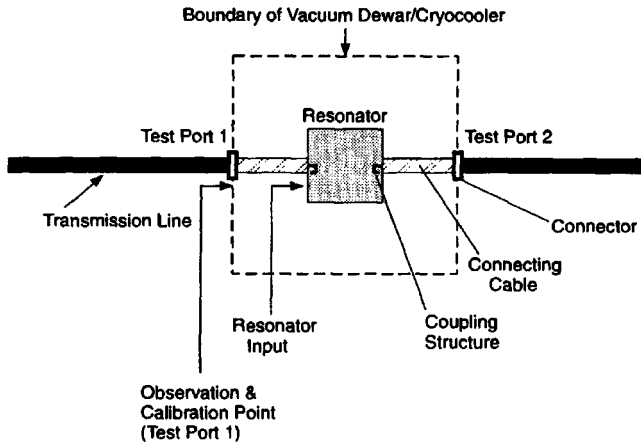 Boundary of Vacuum Dewar/Cryocooler
Resonator
Test Port 1
Test Port 2
Transmission Line
Connector
Connecting
Cable
Resonator
Input
Coupling
Structure
Observation &
Calibration Point
(Test Port 1)